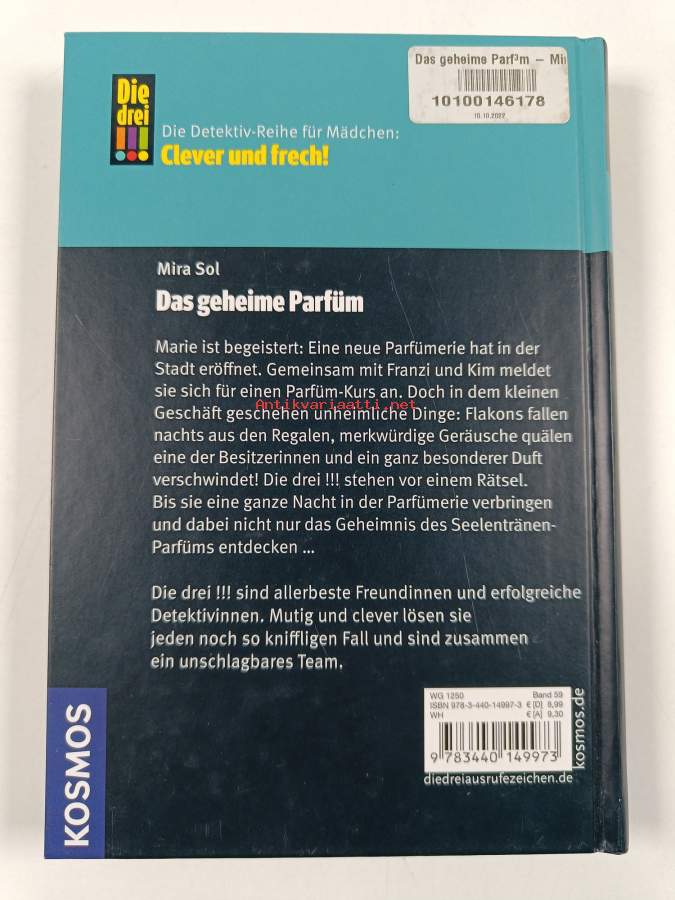 Das geheime Parf³m – Mi
10100146178
10.10.2022
Die
drei
!!!
Die Detektiv-Reihe für Mädchen:
Clever und frech!
Mira Sol
Das geheime Parfüm
Marie ist begeistert: Eine neue Parfümerie hat in der
Stadt eröffnet. Gemeinsam mit Franzi und Kim meldet
sie sich für einen Parfüm-Kurs an. Doch in dem kleinen
Antikvariaatti.net
Geschäft geschehen unheimliche Dinge: Flakons fallen
nachts aus den Regalen, merkwürdige Geräusche quälen
eine der Besitzerinnen und ein ganz besonderer Duft
verschwindet! Die drei !!! stehen vor einem Rätsel.
Bis sie eine ganze Nacht in der Parfümerie verbringen
und dabei nicht nur das Geheimnis des Seelentränen-
Parfüms entdecken ...
Die drei !!! sind allerbeste Freundinnen und erfolgreiche
Detektivinnen. Mutig und clever lösen sie
jeden noch so kniffligen Fall und sind zusammen
ein unschlagbares Team.
KOSMOS
WG 1250 Band 59
ISBN 978-3-440-14997-3 € [D] 8,99
WH € [A] 9,30
9 783440 149973
diedreiausrufezeichen.de
kosmos.de